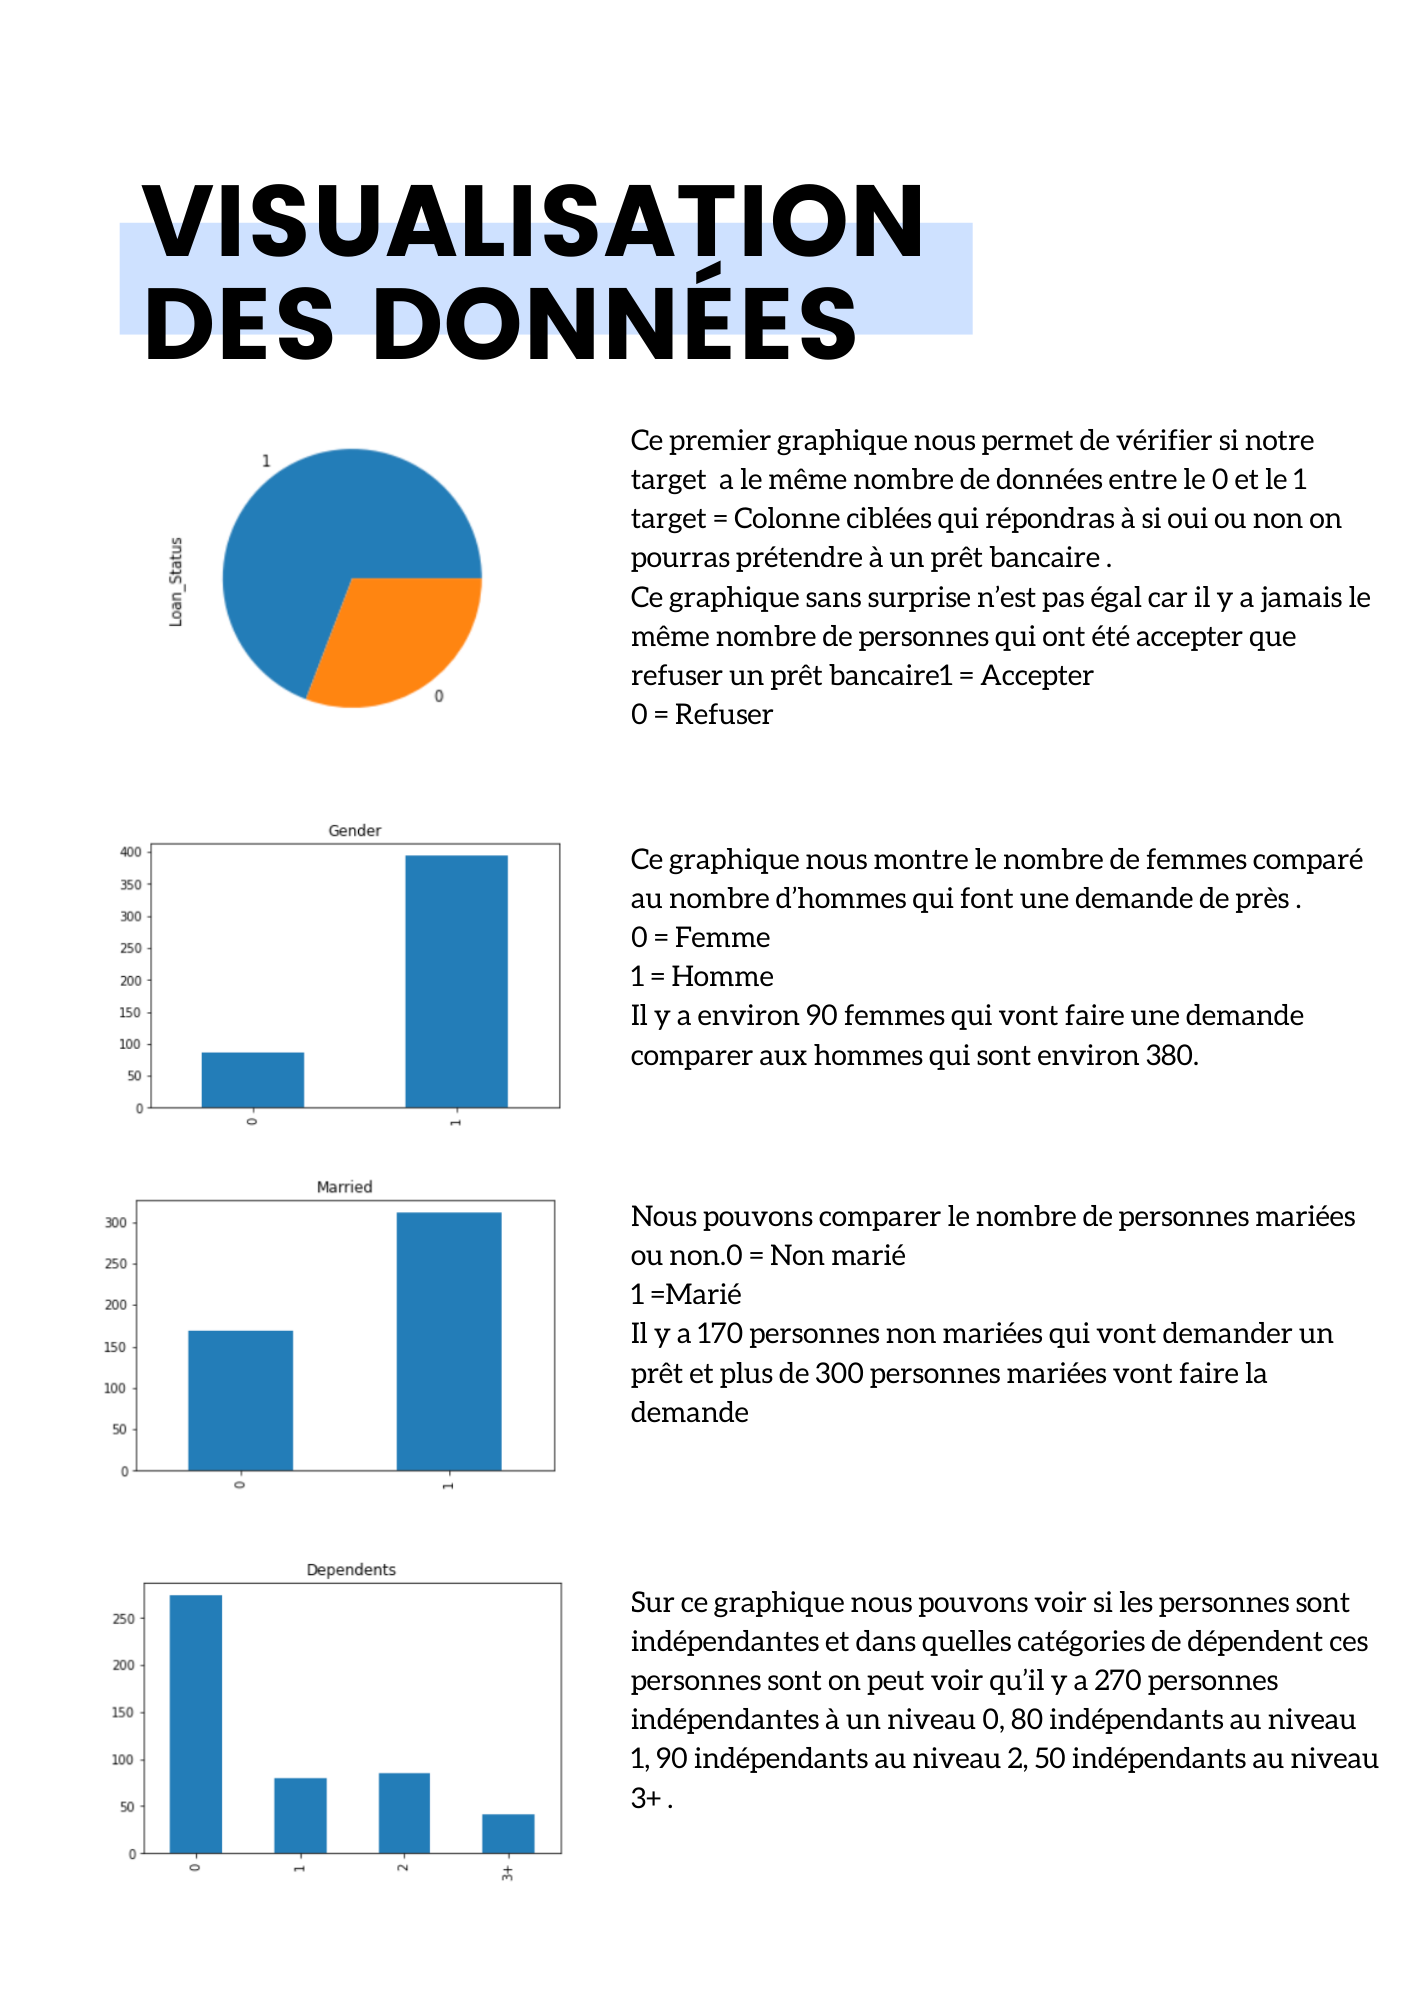 VISUALISATION
DES DONNÉES
1
Loan_Status
0
Ce premier graphique nous permet de vérifier si notre
target  a le même nombre de données entre le 0 et le 1
target = Colonne ciblées qui répondras à si oui ou non on
pourras prétendre à un prêt bancaire .
Ce graphique sans surprise n’est pas égal car il y a jamais le
même nombre de personnes qui ont été accepter que
refuser un prêt bancaire1 = Accepter
0 = Refuser
Gender
400
350
300
250
200
150
100
50
0
0
1
Ce graphique nous montre le nombre de femmes comparé
au nombre d’hommes qui font une demande de près .
0 = Femme
1 = Homme
Il y a environ 90 femmes qui vont faire une demande
comparer aux hommes qui sont environ 380.
Married
300
250
200
150
100
50
0
0
1
Nous pouvons comparer le nombre de personnes mariées
ou non.0 = Non marié
1 =Marié
Il y a 170 personnes non mariées qui vont demander un
prêt et plus de 300 personnes mariées vont faire la
demande
Dependents
250
200
150
100
50
0
0
1
2
3+
Sur ce graphique nous pouvons voir si les personnes sont
indépendantes et dans quelles catégories de dépendent ces
personnes sont on peut voir qu’il y a 270 personnes
indépendantes à un niveau 0, 80 indépendants au niveau
1, 90 indépendants au niveau 2, 50 indépendants au niveau
3+ .